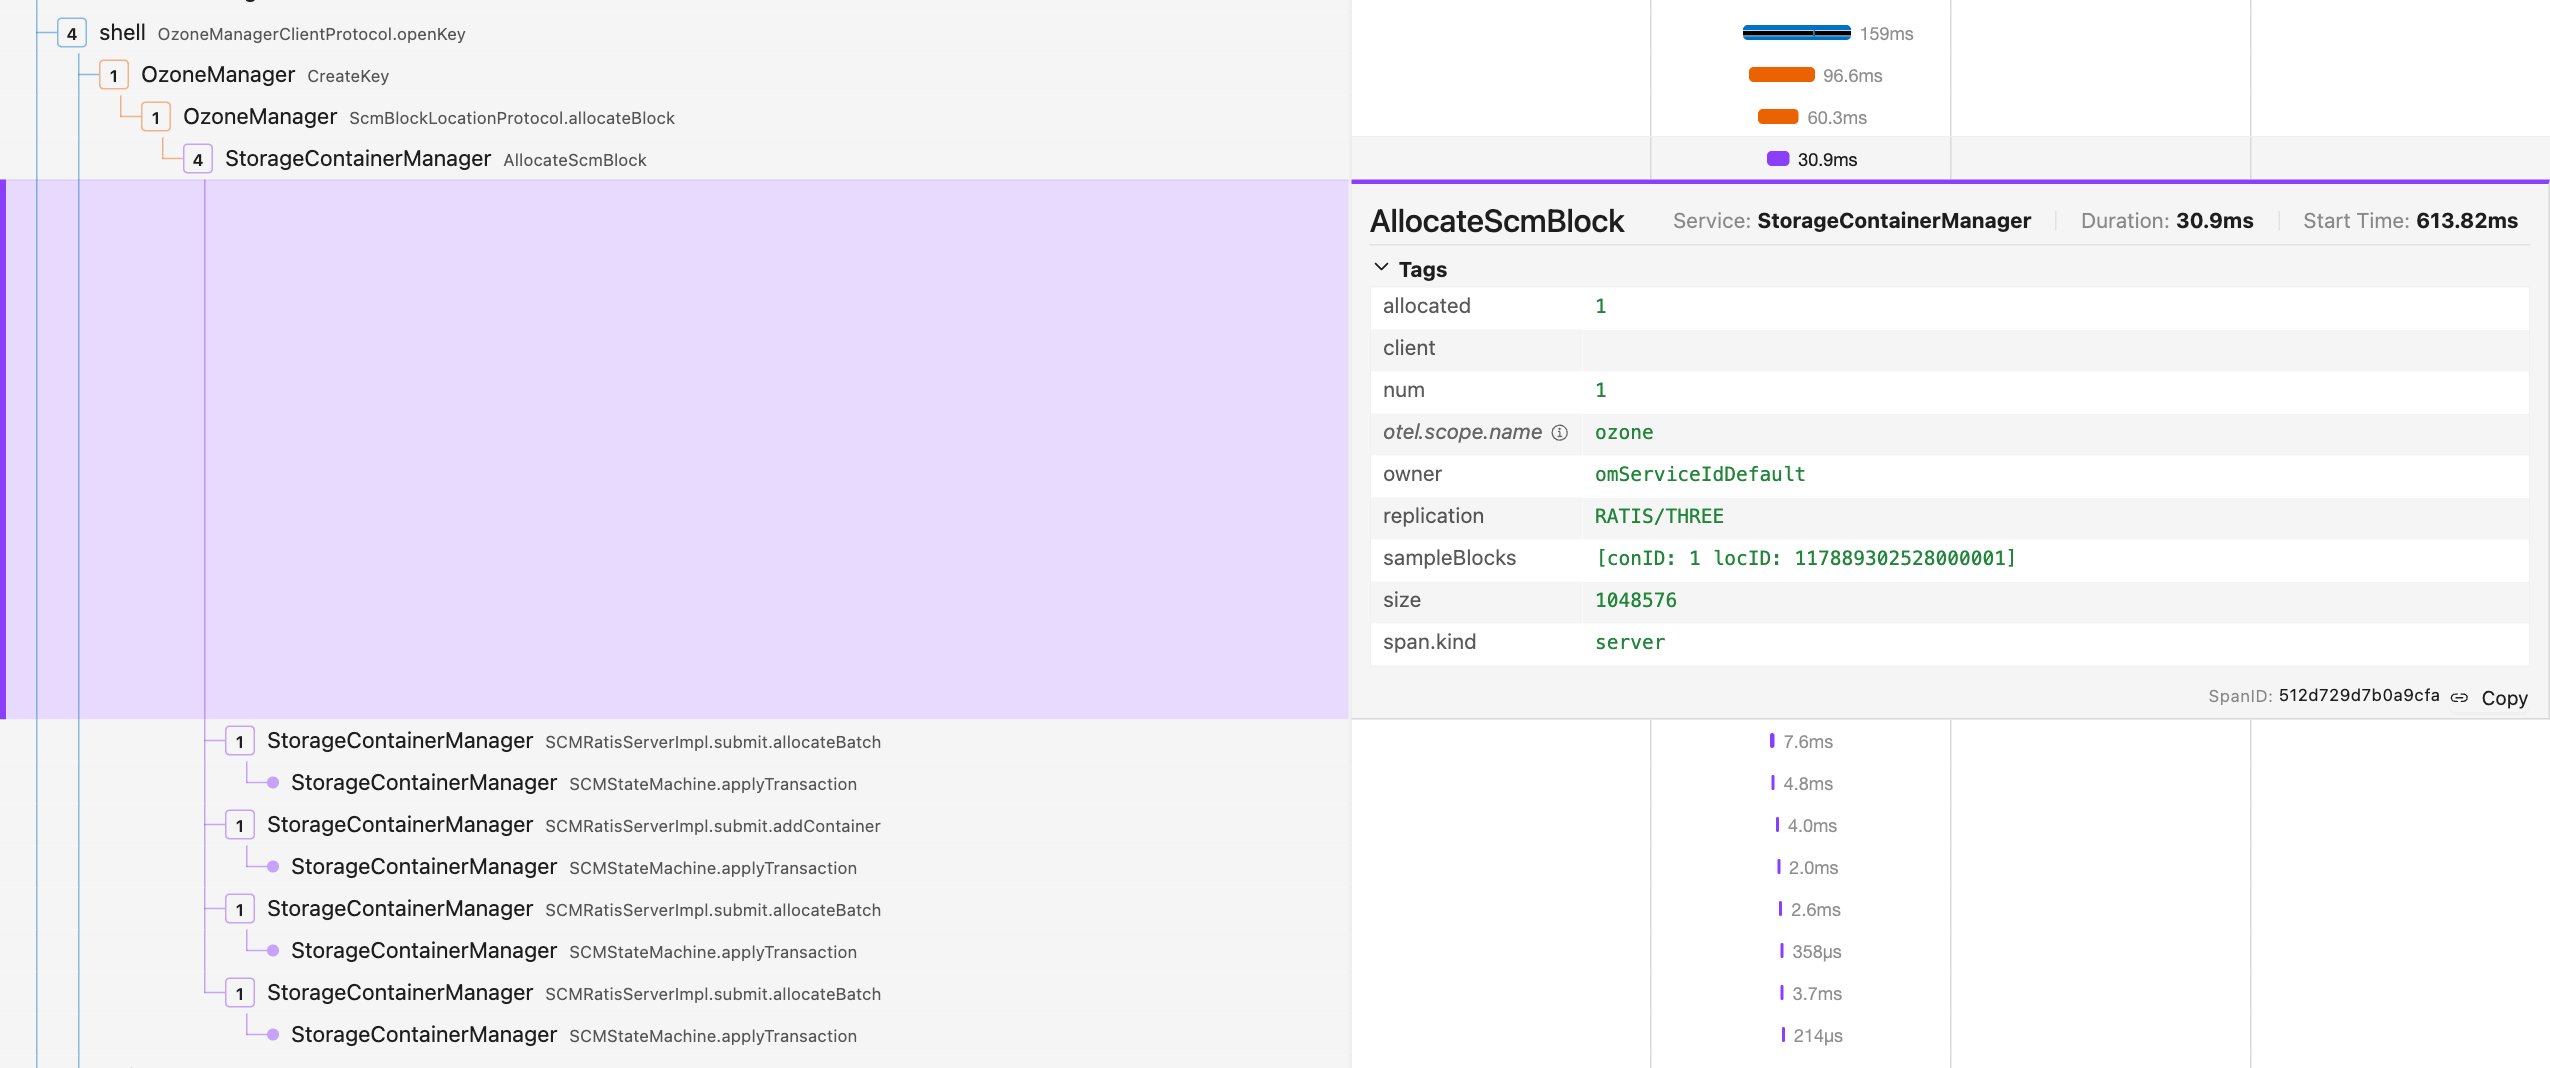 4 shell OzoneManagerClientProtocol.openKey 159ms
1 OzoneManager CreateKey 96.6ms
1 OzoneManager ScmBlockLocationProtocol.allocateBlock 60.3ms
4 StorageContainerManager AllocateScmBlock 30.9ms
AllocateScmBlock Service: StorageContainerManager Duration: 30.9ms Start Time: 613.82ms
Tags
allocated 1
client
num 1
otel.scope.name ozone
owner omServiceIdDefault
replication RATIS/THREE
sampleBlocks [conID: 1 locID: 117889302528000001]
size 1048576
span.kind server
SpanID: 512d729d7b0a9cfa Copy
1 StorageContainerManager SCMRatisServerImpl.submit.allocateBatch 7.6ms
StorageContainerManager SCMStateMachine.applyTransaction 4.8ms
1 StorageContainerManager SCMRatisServerImpl.submit.addContainer 4.0ms
StorageContainerManager SCMStateMachine.applyTransaction 2.0ms
1 StorageContainerManager SCMRatisServerImpl.submit.allocateBatch 2.6ms
StorageContainerManager SCMStateMachine.applyTransaction 358μs
1 StorageContainerManager SCMRatisServerImpl.submit.allocateBatch 3.7ms
StorageContainerManager SCMStateMachine.applyTransaction 214μs